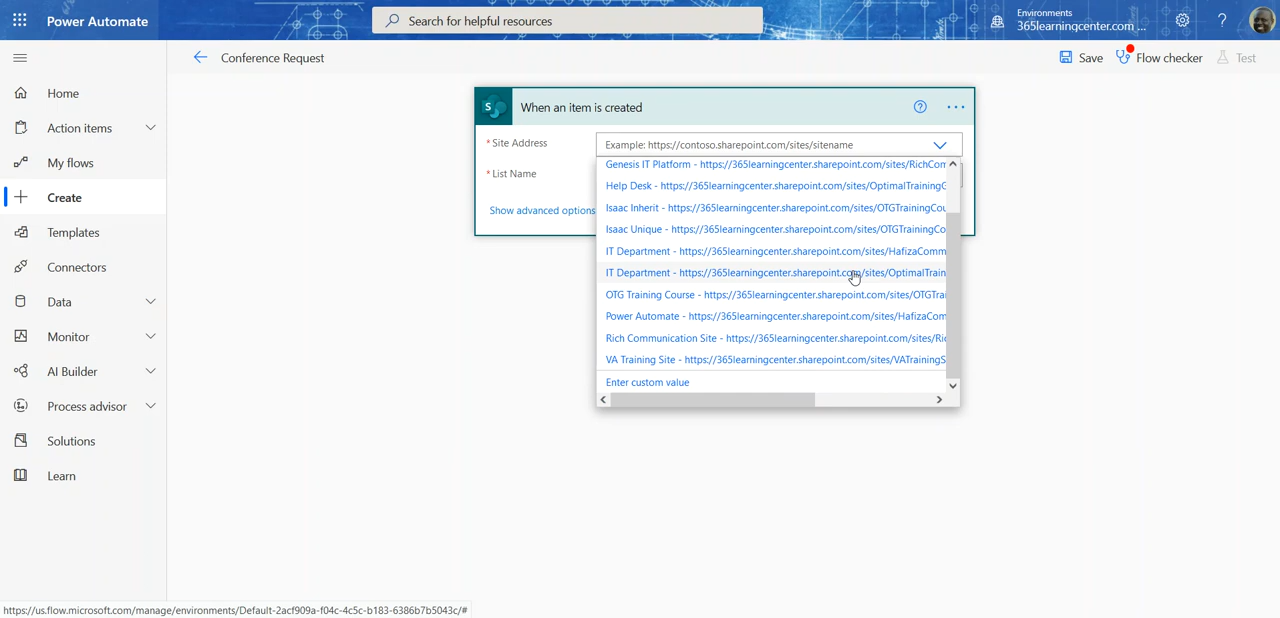 Power Automate
Search for helpful resources
Environments
365learningcenter.com ...
?
Conference Request
Save
Flow checker
Test
Home
Action items
My flows
Create
Templates
Connectors
Data
Monitor
AI Builder
Process advisor
Solutions
Learn
S
When an item is created
* Site Address
Example: https://contoso.sharepoint.com/sites/sitename
* List Name
Show advanced options
Genesis IT Platform - https://365learningcenter.sharepoint.com/sites/RichCom
Help Desk - https://365learningcenter.sharepoint.com/sites/OptimalTrainingG
Isaac Inherit - https://365learningcenter.sharepoint.com/sites/OTGTrainingCou
Isaac Unique - https://365learningcenter.sharepoint.com/sites/OTGTrainingCo
IT Department - https://365learningcenter.sharepoint.com/sites/HafizaComm
IT Department - https://365learningcenter.sharepoint.com/sites/OptimalTrain
OTG Training Course - https://365learningcenter.sharepoint.com/sites/OTGTrai
Power Automate - https://365learningcenter.sharepoint.com/sites/HafizaCom
Rich Communication Site - https://365learningcenter.sharepoint.com/sites/Ric
VA Training Site - https://365learningcenter.sharepoint.com/sites/VATrainingS
Enter custom value
https://us.flow.microsoft.com/manage/environments/Default-2acf909a-f04c-4c5c-b183-6386b7b5043c/#